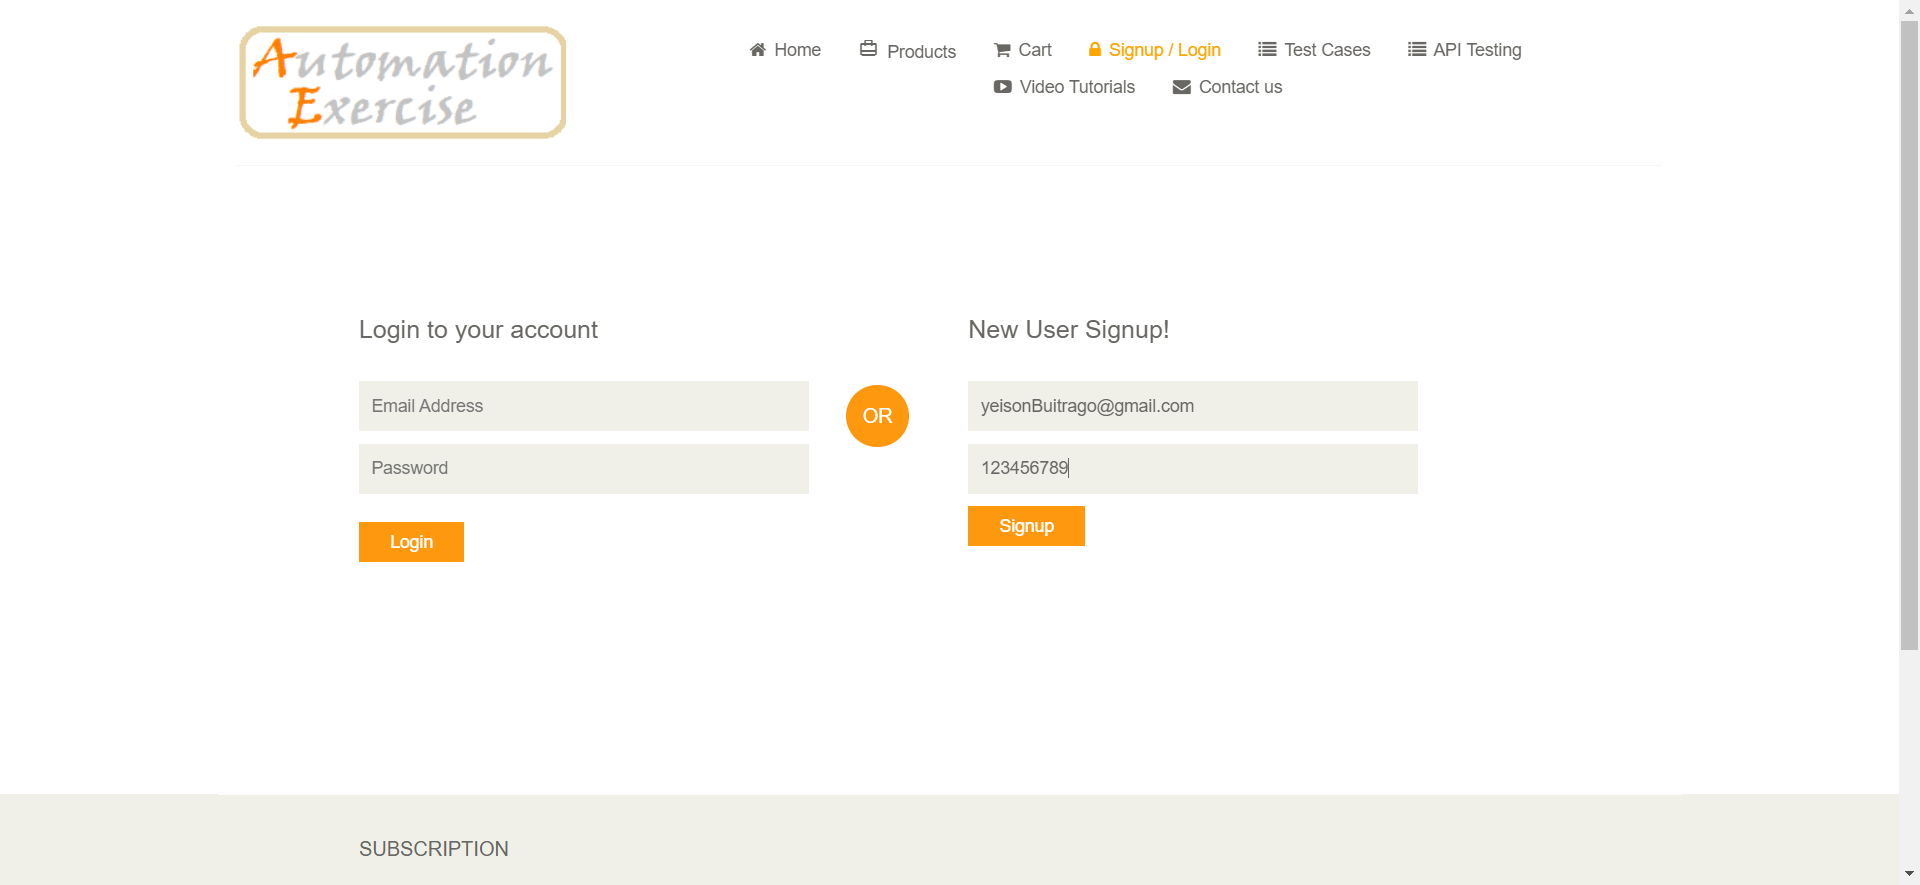 Automation
Exercise
Home
Products
Cart
Signup / Login
Test Cases
API Testing
Video Tutorials
Contact us
Login to your account
Email Address
Password
Login
OR
New User Signup!
yeisonBuitrago@gmail.com
123456789
Signup
SUBSCRIPTION